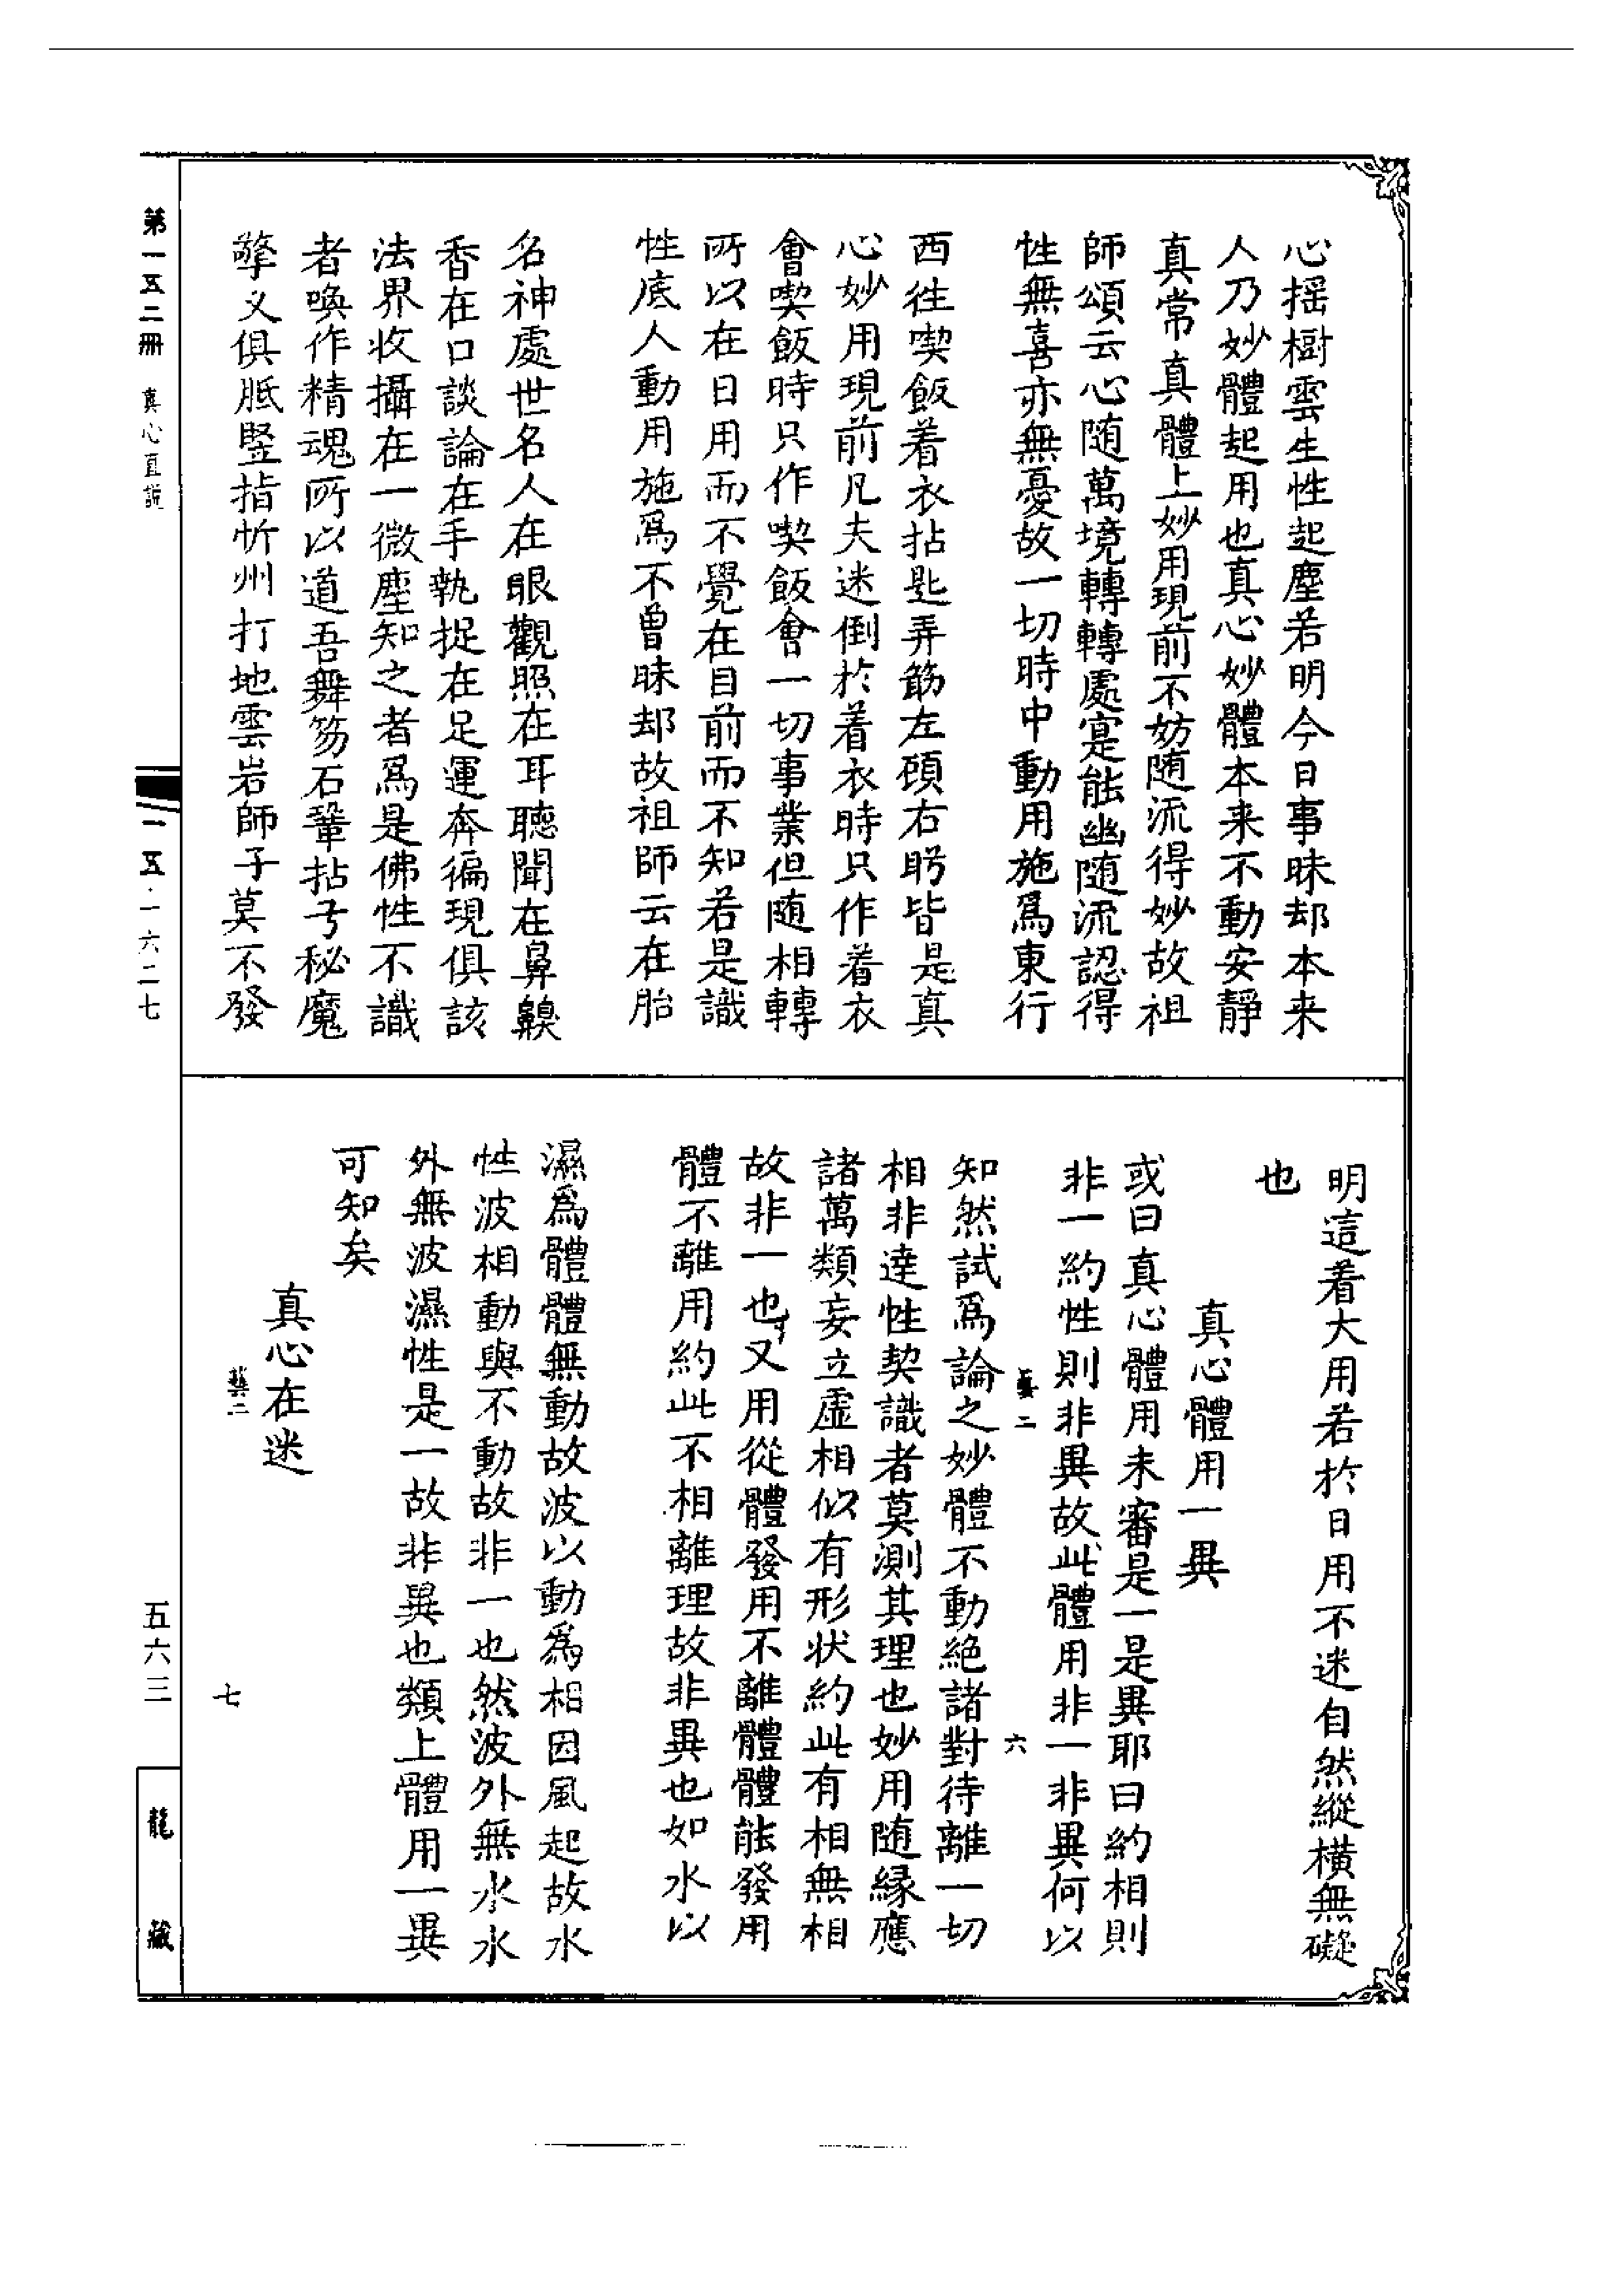 心摇樹雲生性起塵若明今日事昧却本来
人乃妙體起用也真心妙體本来不動安靜
真常真體上妙用現前不妨随流得妙故祖
師頌云心随萬境轉轉處寔能幽随流認得
性無喜亦無憂故一切時中動用施爲東行
西往喫飯着衣拈匙弄筯左頋右眄皆是真
心妙用現前凡夫迷倒於着衣時只作着衣
會喫飯時只作喫飯會一切事業但随相轉
所以在日用而不覺在目前而不知若是識
性底人動用施爲不曾昧却故祖師云在胎
名神處世名人在眼觀照在耳聽聞在鼻齅
香在口談論在手執捉在足運奔徧現俱該
法界收攝在一微塵知之者爲是佛性不識
者喚作精魂所以道吾舞笏石鞏拈弓秘魔
擎义俱胝竪指忻州打地雲岩師子莫不發
明這着大用若於日用不迷自然縱横無礙
也
真心體用一異
或曰真心體用未審是一是異耶曰約相則
非一約性則非異故此體用非一非異何以
知然試爲論之妙體不動絶諸對待離一切
相非達性契識者莫測其理也妙用随縁應
諸萬類妄立虚相似有形状約此有相無相
故非一也又用從體發用不離體體能發用
體不離用約此不相離理故非異也如水以
濕爲體體無動故波以動爲相因風起故水
性波相動與不動故非一也然波外無水水
外無波濕性是一故非異也類上體用一異
可知矣
真心在迷
藝二
六
藝二
七
第一五二册 真心直説
一五·一六二七
五六三
龍藏